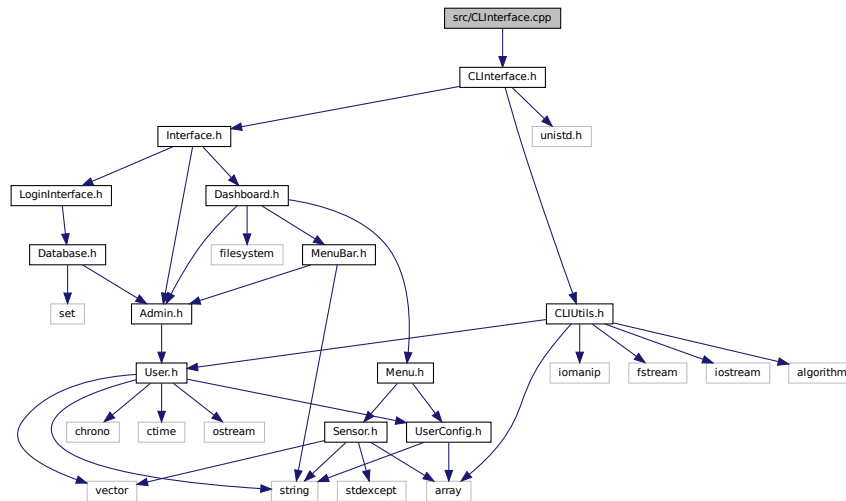 src/CLInterface.cpp
CLInterface.h
Interface.h
unistd.h
LoginInterface.h
Dashboard.h
Database.h
filesystem
MenuBar.h
set
Admin.h
CLIUtils.h
User.h
Menu.h
iomanip
fstream
iostream
algorithm
chrono
ctime
ostream
Sensor.h
UserConfig.h
vector
string
stdexcept
array